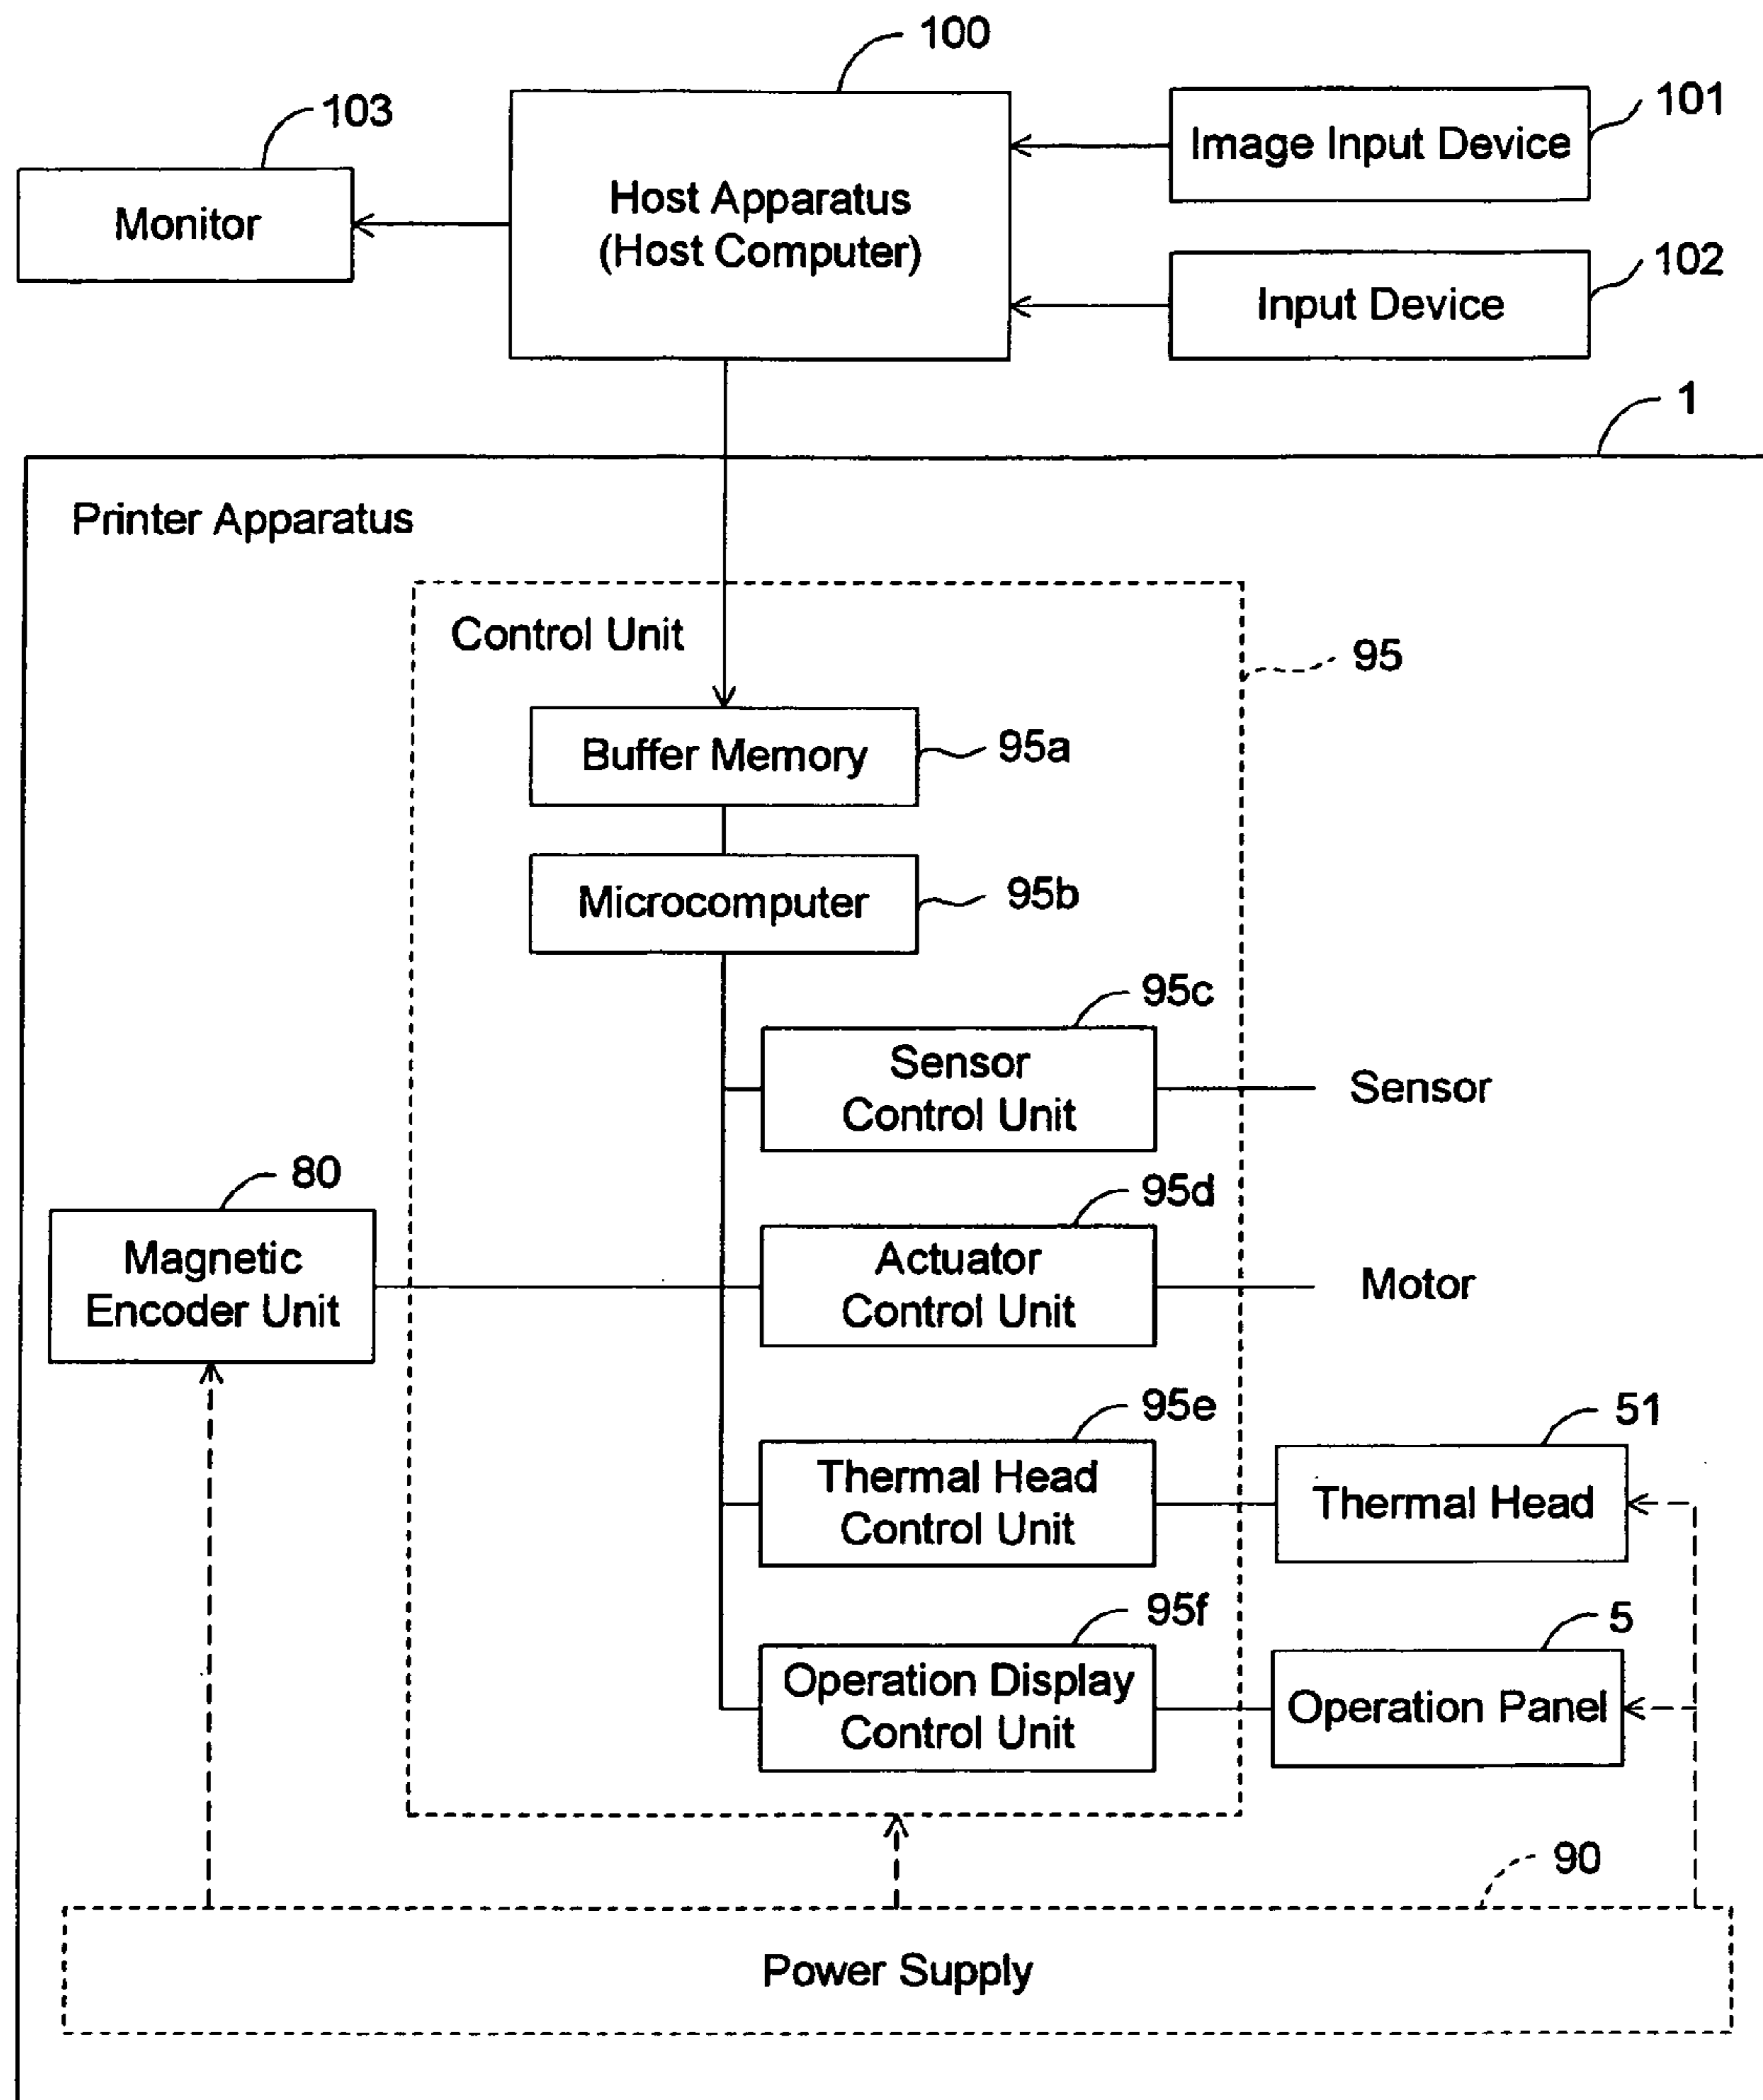 100
103
101
Image Input Device
Monitor
Host Apparatus
(Host Computer)
102
Input Device
1
Printer Apparatus
Control Unit
95
Buffer Memory
95a
Microcomputer
95b
95c
Sensor
Control Unit
Sensor
80
95d
Magnetic
Encoder Unit
Actuator
Control Unit
Motor
95e
51
Thermal Head
Control Unit
Thermal Head
95f
5
Operation Display
Control Unit
Operation Panel
90
Power Supply